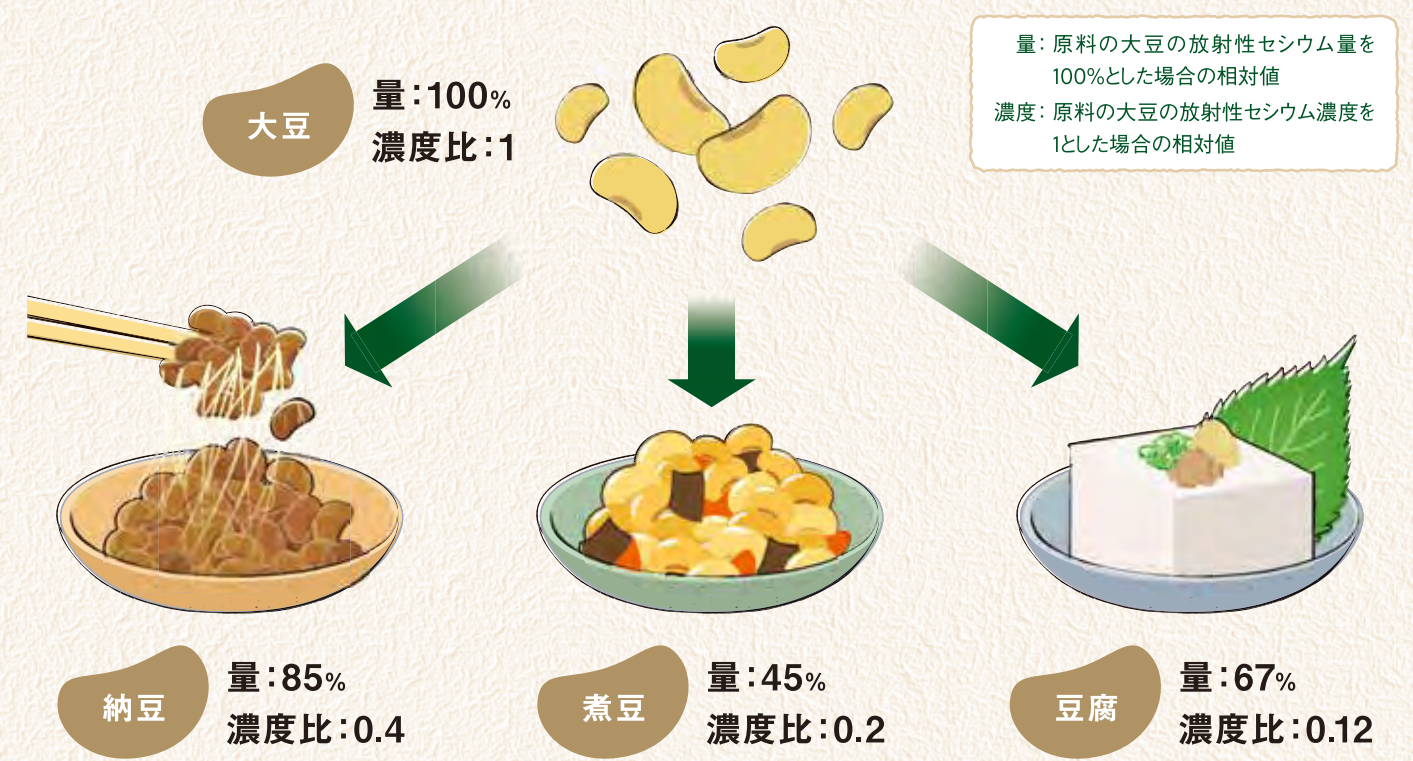 大豆
量:100%
濃度比:1
量: 原料の大豆の放射性セシウム量を
100%とした場合の相対値
濃度: 原料の大豆の放射性セシウム濃度を
1とした場合の相対値
納豆
量:85%
濃度比:0.4
煮豆
量:45%
濃度比:0.2
豆腐
量:67%
濃度比:0.12